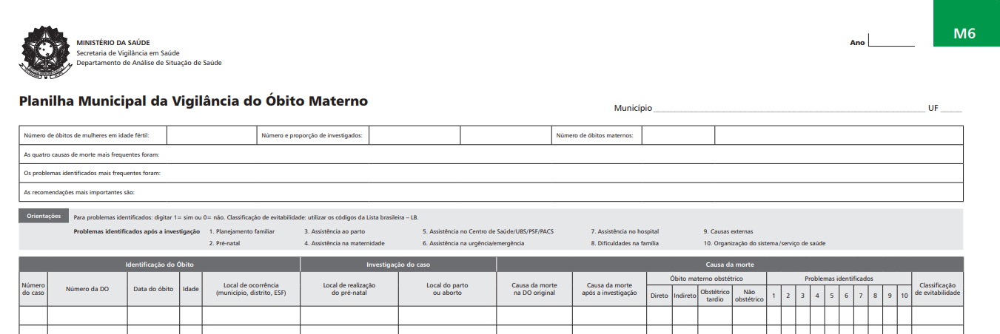 M6
MINISTÉRIO DA SAÚDE
Secretaria de Vigilância em Saúde
Departamento de Análise de Situação de Saúde
Ano
Planilha Municipal da Vigilância do Óbito Materno
Município UF
Número de óbitos de mulheres em idade fértil: Número e proporção de investigados: Número de óbitos maternos:
As quatro causas de morte mais frequentes foram:
Os problemas identificados mais frequentes foram:
As recomendações mais importantes são:
Orientações Para problemas identificados: digitar 1= sim ou 0= não. Classificação de evitabilidade: utilizar os códigos da Lista brasileira – LB.
Problemas identificados após a investigação 1. Planejamento familiar 3. Assistência ao parto 5. Assistência no Centro de Saúde/UBS/PSF/PACS 7. Assistência no hospital 9. Causas externas
2. Pré-natal 4. Assistência na maternidade 6. Assistência na urgência/emergência 8. Dificuldades na família 10. Organização do sistema/serviço de saúde
Identificação do Óbito Investigação do caso Causa da morte
Número do caso
Número da DO
Data do óbito
Idade
Local de ocorrência
(município, distrito, ESF)
Local de realização
do pré-natal
Local do parto
ou aborto
Causa da morte
na DO original
Causa da morte
após a investigação
Óbito materno obstétrico
Direto
Indireto
Obstétrico
tardio
Não
obstétrico
Problemas identificados
1 2 3 4 5 6 7 8 9 10
Classificação
de evitabilidade